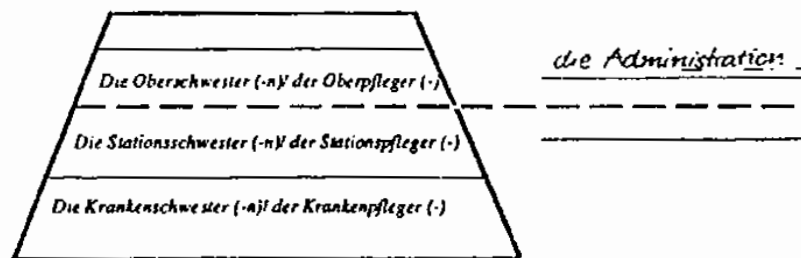 die Administration
Die Oberschwester (-n)/ der Oberpfleger (-)
Die Stationsschwester (-n)/ der Stationspfleger (-)
Die Krankenschwester (-n)/ der Krankenpfleger (-)